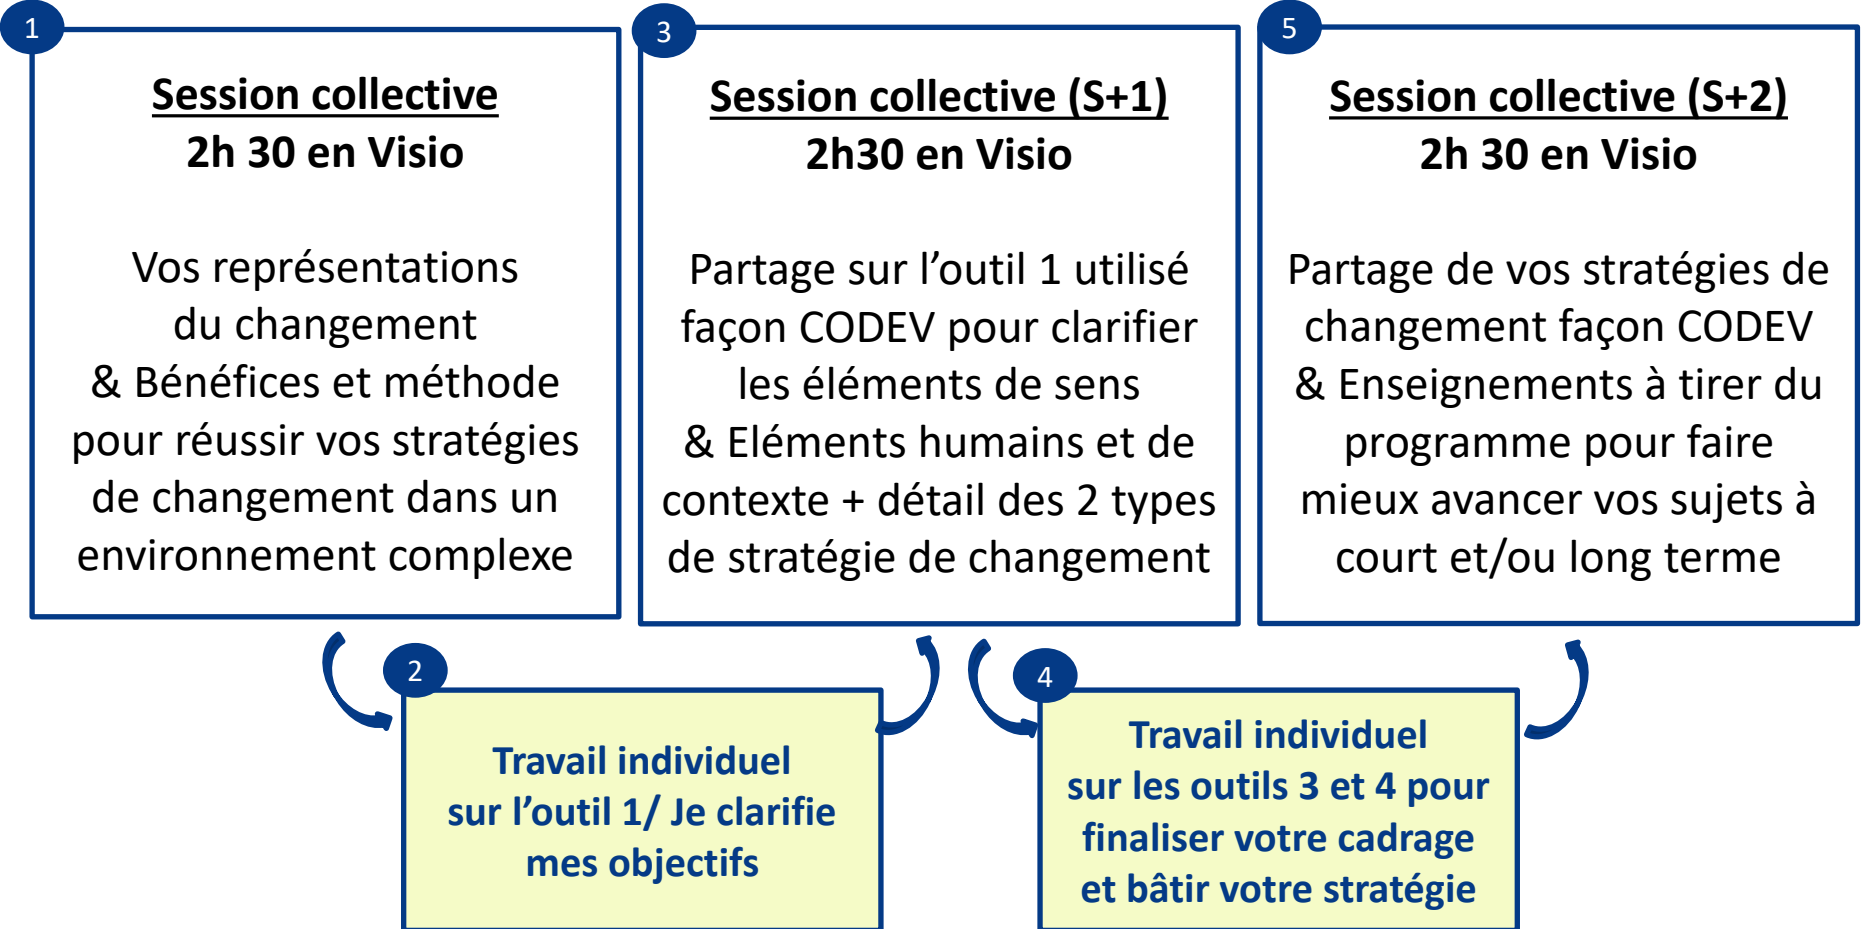 1
Session collective
2h 30 en Visio
Vos représentations
du changement
& Bénéfices et méthode
pour réussir vos stratégies
de changement dans un
environnement complexe
2
Travail individuel
sur l’outil 1/ Je clarifie
mes objectifs
3
Session collective (S+1)
2h30 en Visio
Partage sur l’outil 1 utilisé
façon CODEV pour clarifier
les éléments de sens
& Eléments humains et de
contexte + détail des 2 types
de stratégie de changement
4
Travail individuel
sur les outils 3 et 4 pour
finaliser votre cadrage
et bâtir votre stratégie
5
Session collective (S+2)
2h 30 en Visio
Partage de vos stratégies de
changement façon CODEV
& Enseignements à tirer du
programme pour faire
mieux avancer vos sujets à
court et/ou long terme